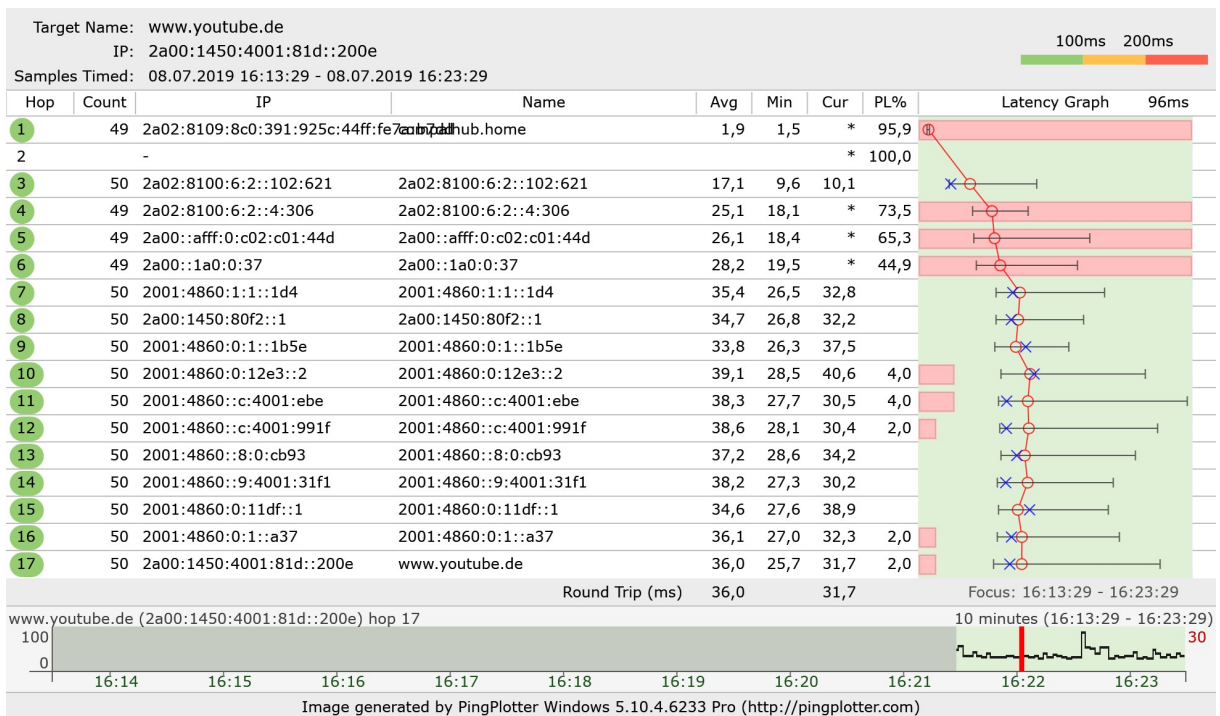 Target Name: www.youtube.de
IP: 2a00:1450:4001:81d::200e
Samples Timed: 08.07.2019 16:13:29 - 08.07.2019 16:23:29
100ms 200ms
Hop Count IP Name Avg Min Cur PL% Latency Graph 96ms
1 49 2a02:8109:8c0:391:925c:44ff:fe 1,9 1,5 * 95,9
2 - * 100,0
3 50 2a02:8100:6:2::102:621 2a02:8100:6:2::102:621 17,1 9,6 10,1
4 49 2a02:8100:6:2::4:306 2a02:8100:6:2::4:306 25,1 18,1 * 73,5
5 49 2a00::afff:0:c02:c01:44d 2a00::afff:0:c02:c01:44d 26,1 18,4 * 65,3
6 49 2a00::1a0:0:37 2a00::1a0:0:37 28,2 19,5 * 44,9
7 50 2001:4860:1:1::1d4 2001:4860:1:1::1d4 35,4 26,5 32,8
8 50 2a00:1450:80f2::1 2a00:1450:80f2::1 34,7 26,8 32,2
9 50 2001:4860:0:1::1b5e 2001:4860:0:1::1b5e 33,8 26,3 37,5
10 50 2001:4860:0:12e3::2 2001:4860:0:12e3::2 39,1 28,5 40,6 4,0
11 50 2001:4860::c:4001:ebe 2001:4860::c:4001:ebe 38,3 27,7 30,5 4,0
12 50 2001:4860::c:4001:991f 2001:4860::c:4001:991f 38,6 28,1 30,4 2,0
13 50 2001:4860::8:0:cb93 2001:4860::8:0:cb93 37,2 28,6 34,2
14 50 2001:4860::9:4001:31f1 2001:4860::9:4001:31f1 38,2 27,3 30,2
15 50 2001:4860:0:11df::1 2001:4860:0:11df::1 34,6 27,6 38,9
16 50 2001:4860:0:1::a37 2001:4860:0:1::a37 36,1 27,0 32,3 2,0
17 50 2a00:1450:4001:81d::200e www.youtube.de 36,0 25,7 31,7 2,0
Round Trip (ms) 36,0 31,7 Focus: 16:13:29 - 16:23:29
www.youtube.de (2a00:1450:4001:81d::200e) hop 17 10 minutes (16:13:29 - 16:23:29)
100 30
0
16:14 16:15 16:16 16:17 16:18 16:19 16:20 16:21 16:22 16:23
Image generated by PingPlotter Windows 5.10.4.6233 Pro (http://pingplotter.com)